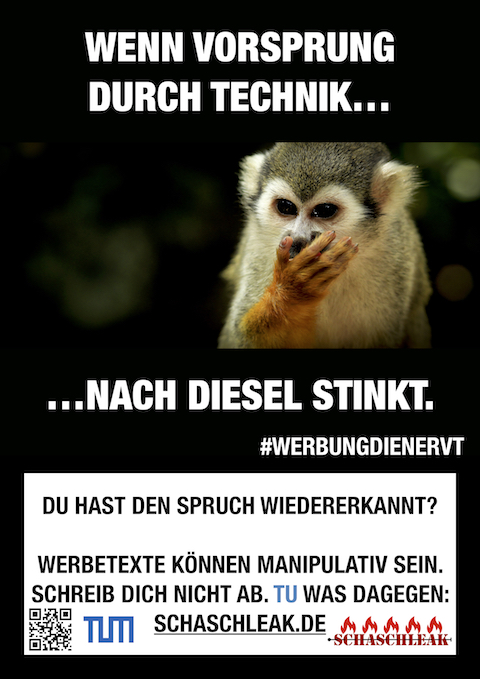 WENN VORSPRUNG
DURCH TECHNIK...
...NACH DIESEL STINKT.
#WERBUNGDIENERVT
DU HAST DEN SPRUCH WIEDERERKANNT?
WERBETEXTE KÖNNEN MANIPULATIV SEIN.
SCHREIB DICH NICHT AB. TU WAS DAGEGEN:
TUM
SCHASCHLEAK.DE
SCHASCHLEAK